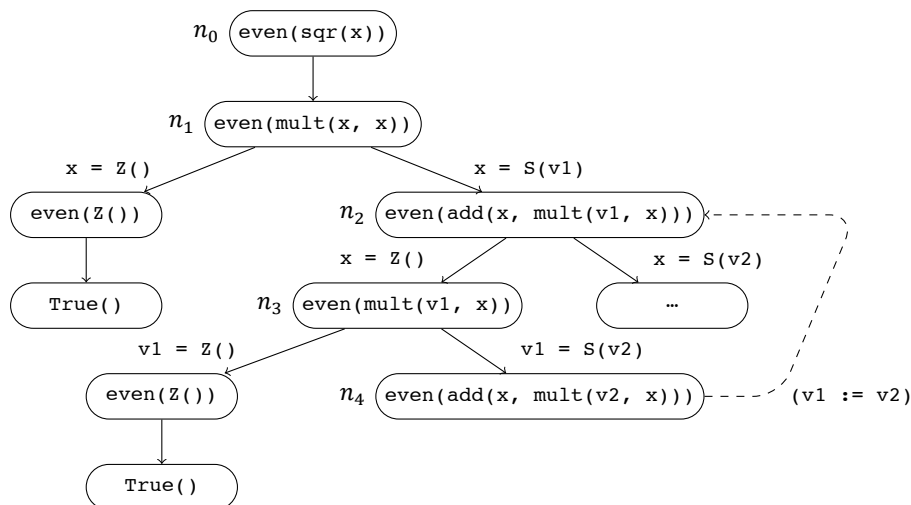 n₀ even(sqr(x))
n₁ even(mult(x, x))
x = Z() x = S(v1)
even(Z()) n₂ even(add(x, mult(v1, x)))
x = Z() x = S(v2)
True() n₃ even(mult(v1, x)) …
v1 = Z() v1 = S(v2)
even(Z()) n₄ even(add(x, mult(v2, x))) (v1 := v2)
True()